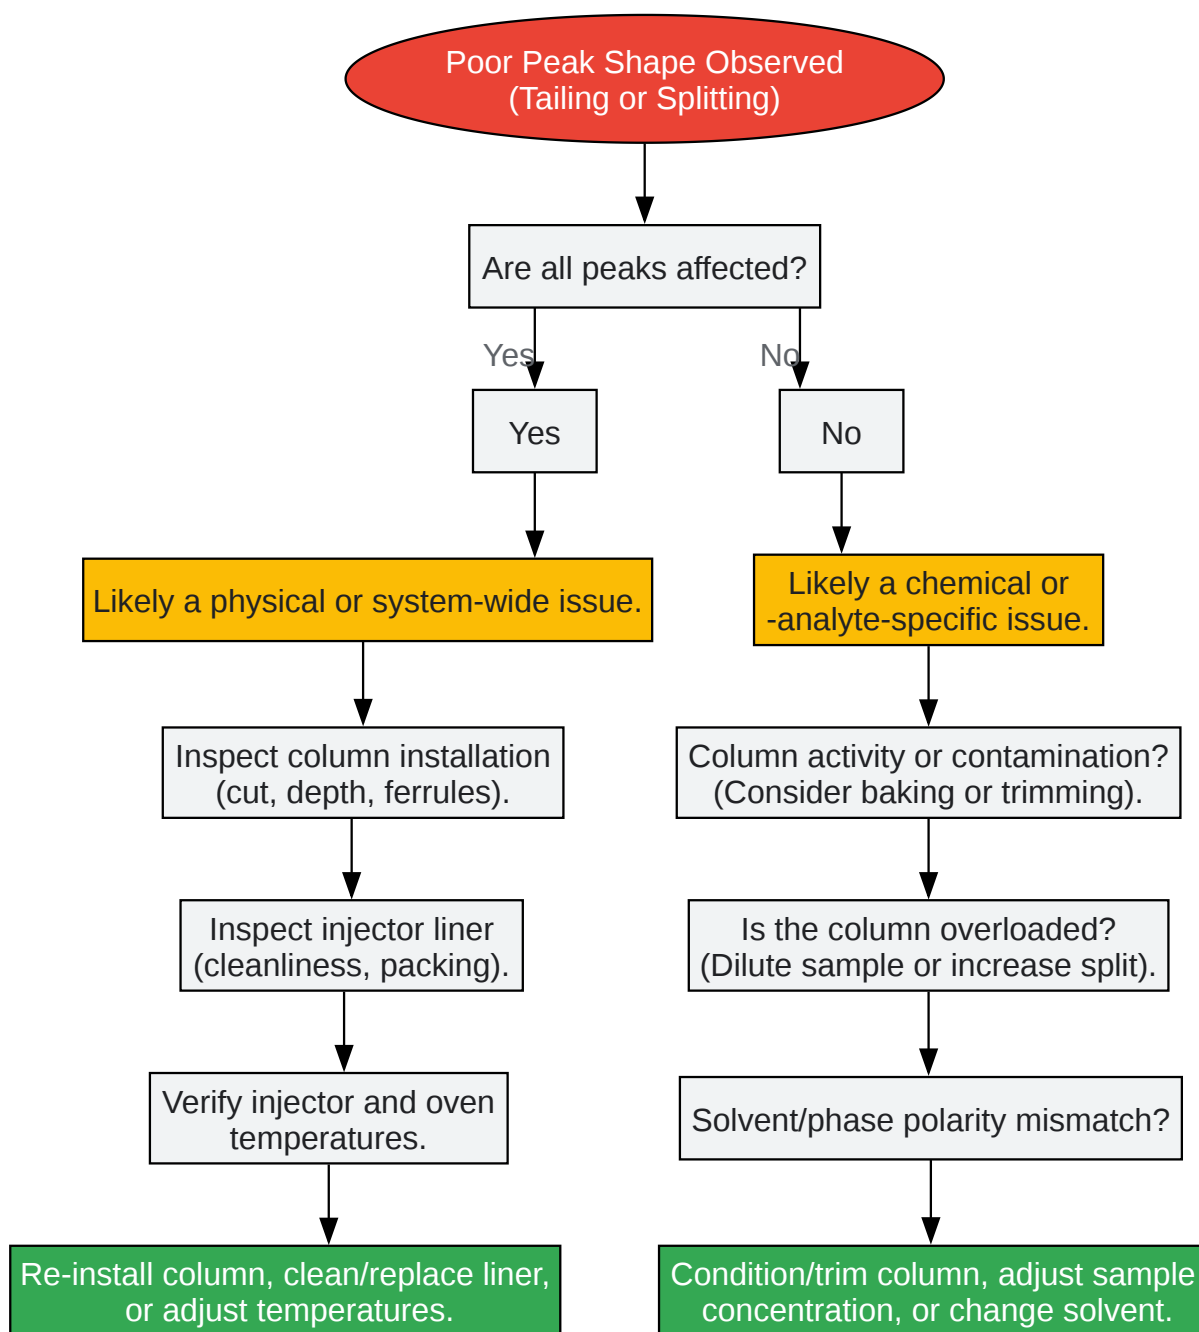 Poor Peak Shape Observed
(Tailing or Splitting)
Are all peaks affected?
Yes
No
Yes
No
Likely a physical or system-wide issue.
Likely a chemical or
-analyte-specific issue.
Inspect column installation
(cut, depth, ferrules).
Column activity or contamination?
(Consider baking or trimming).
Inspect injector liner
(cleanliness, packing).
Is the column overloaded?
(Dilute sample or increase split).
Verify injector and oven
temperatures.
Solvent/phase polarity mismatch?
Re-install column, clean/replace liner,
or adjust temperatures.
Condition/trim column, adjust sample
concentration, or change solvent.